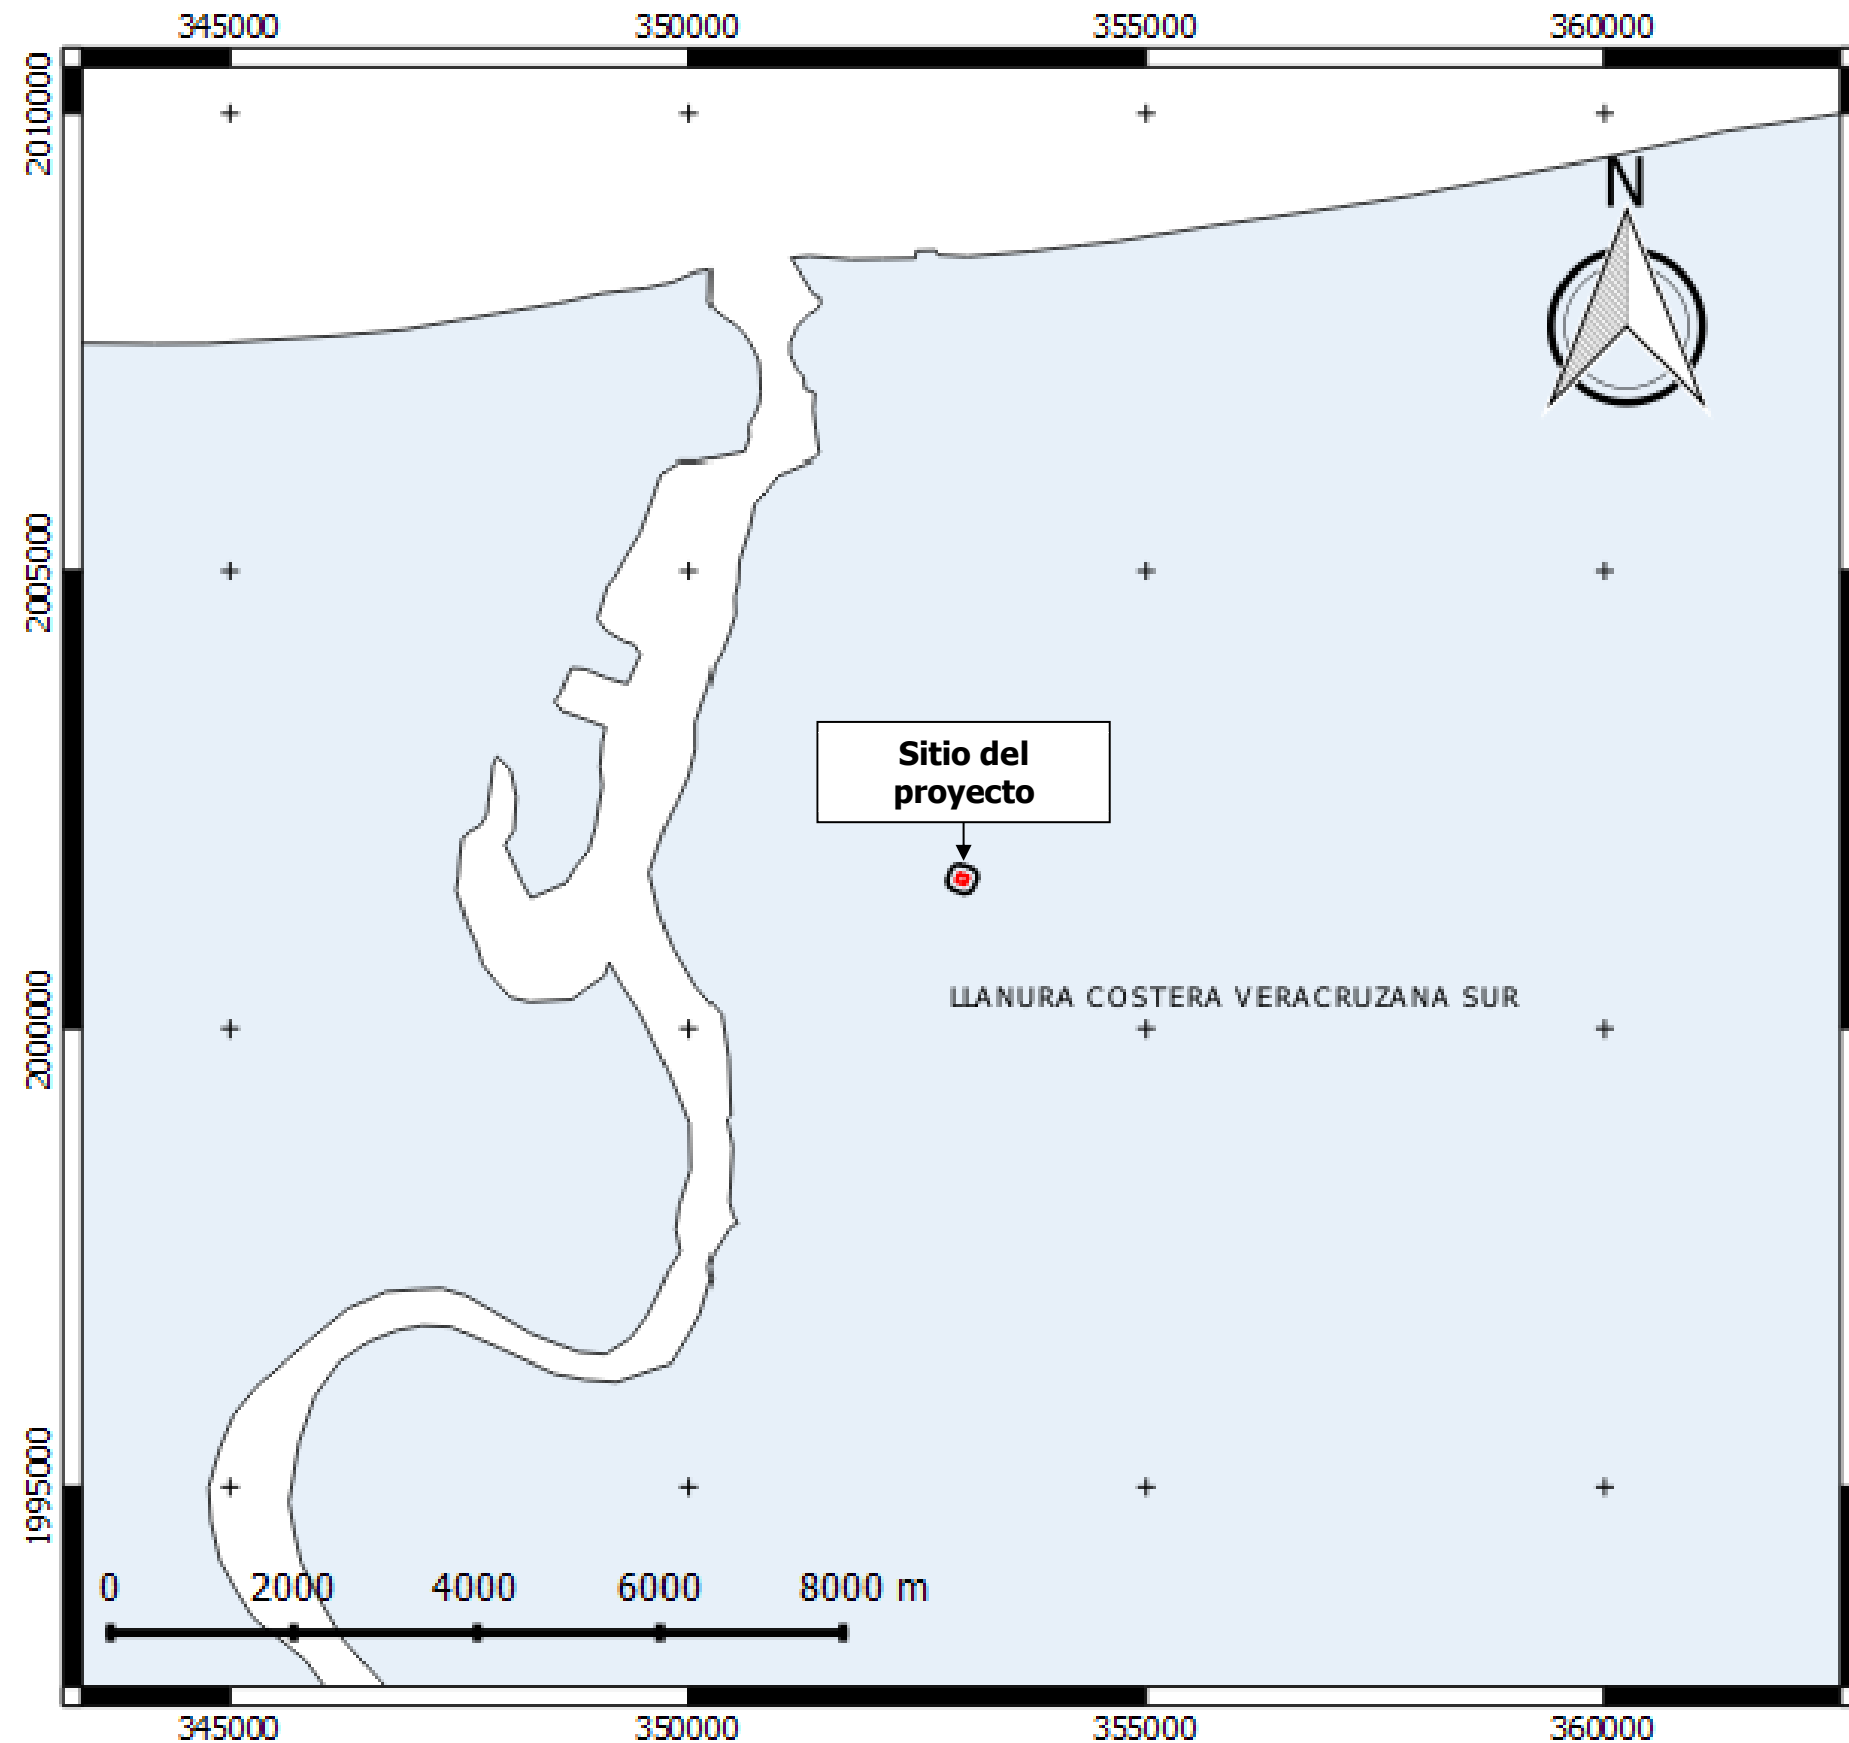 345000 350000 355000 360000
2010000
N
2005000
Sitio del
proyecto
LLANURA COSTERA VERACRUZANA SUR
2000000
1995000
0 2000 4000 6000 8000 m
345000 350000 355000 360000